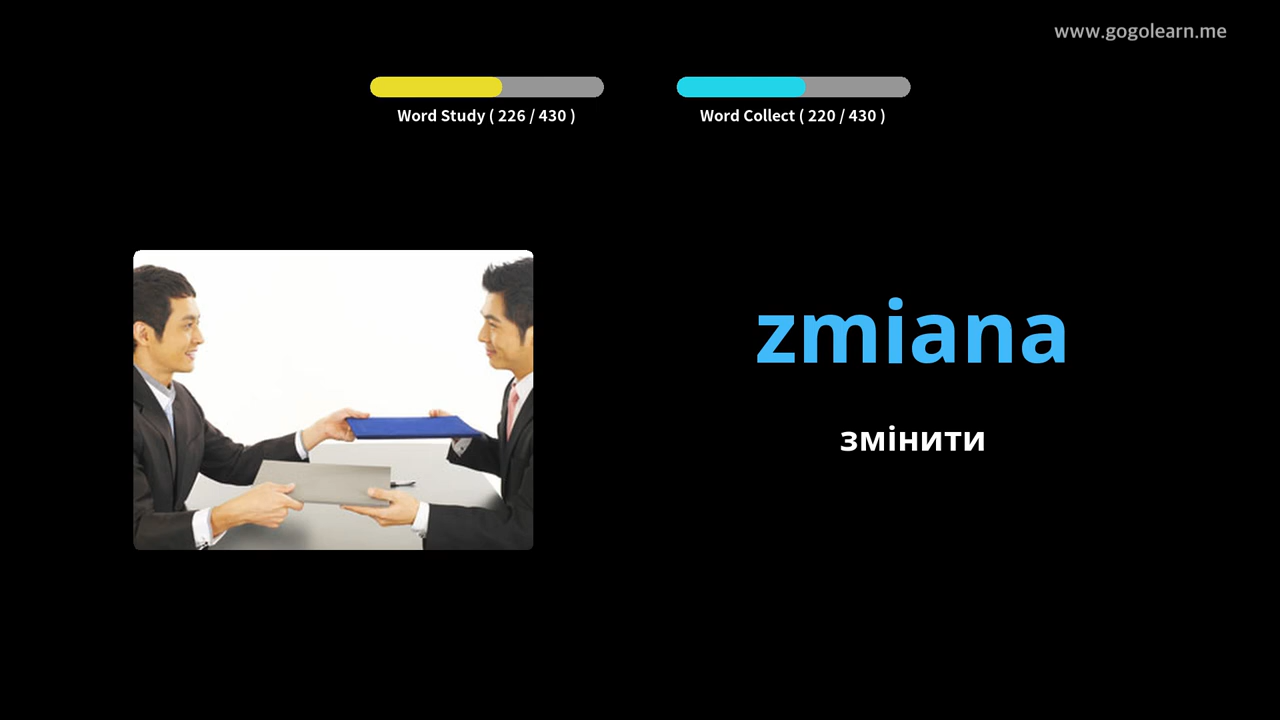 www.gogolearn.me
Word Study ( 226 / 430 )
Word Collect ( 220 / 430 )
zmiana
змінити